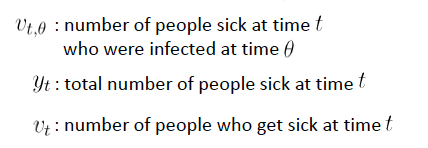 v_{t,θ} : number of people sick at time t
who were infected at time θ
y_t : total number of people sick at time t
v_t : number of people who get sick at time t